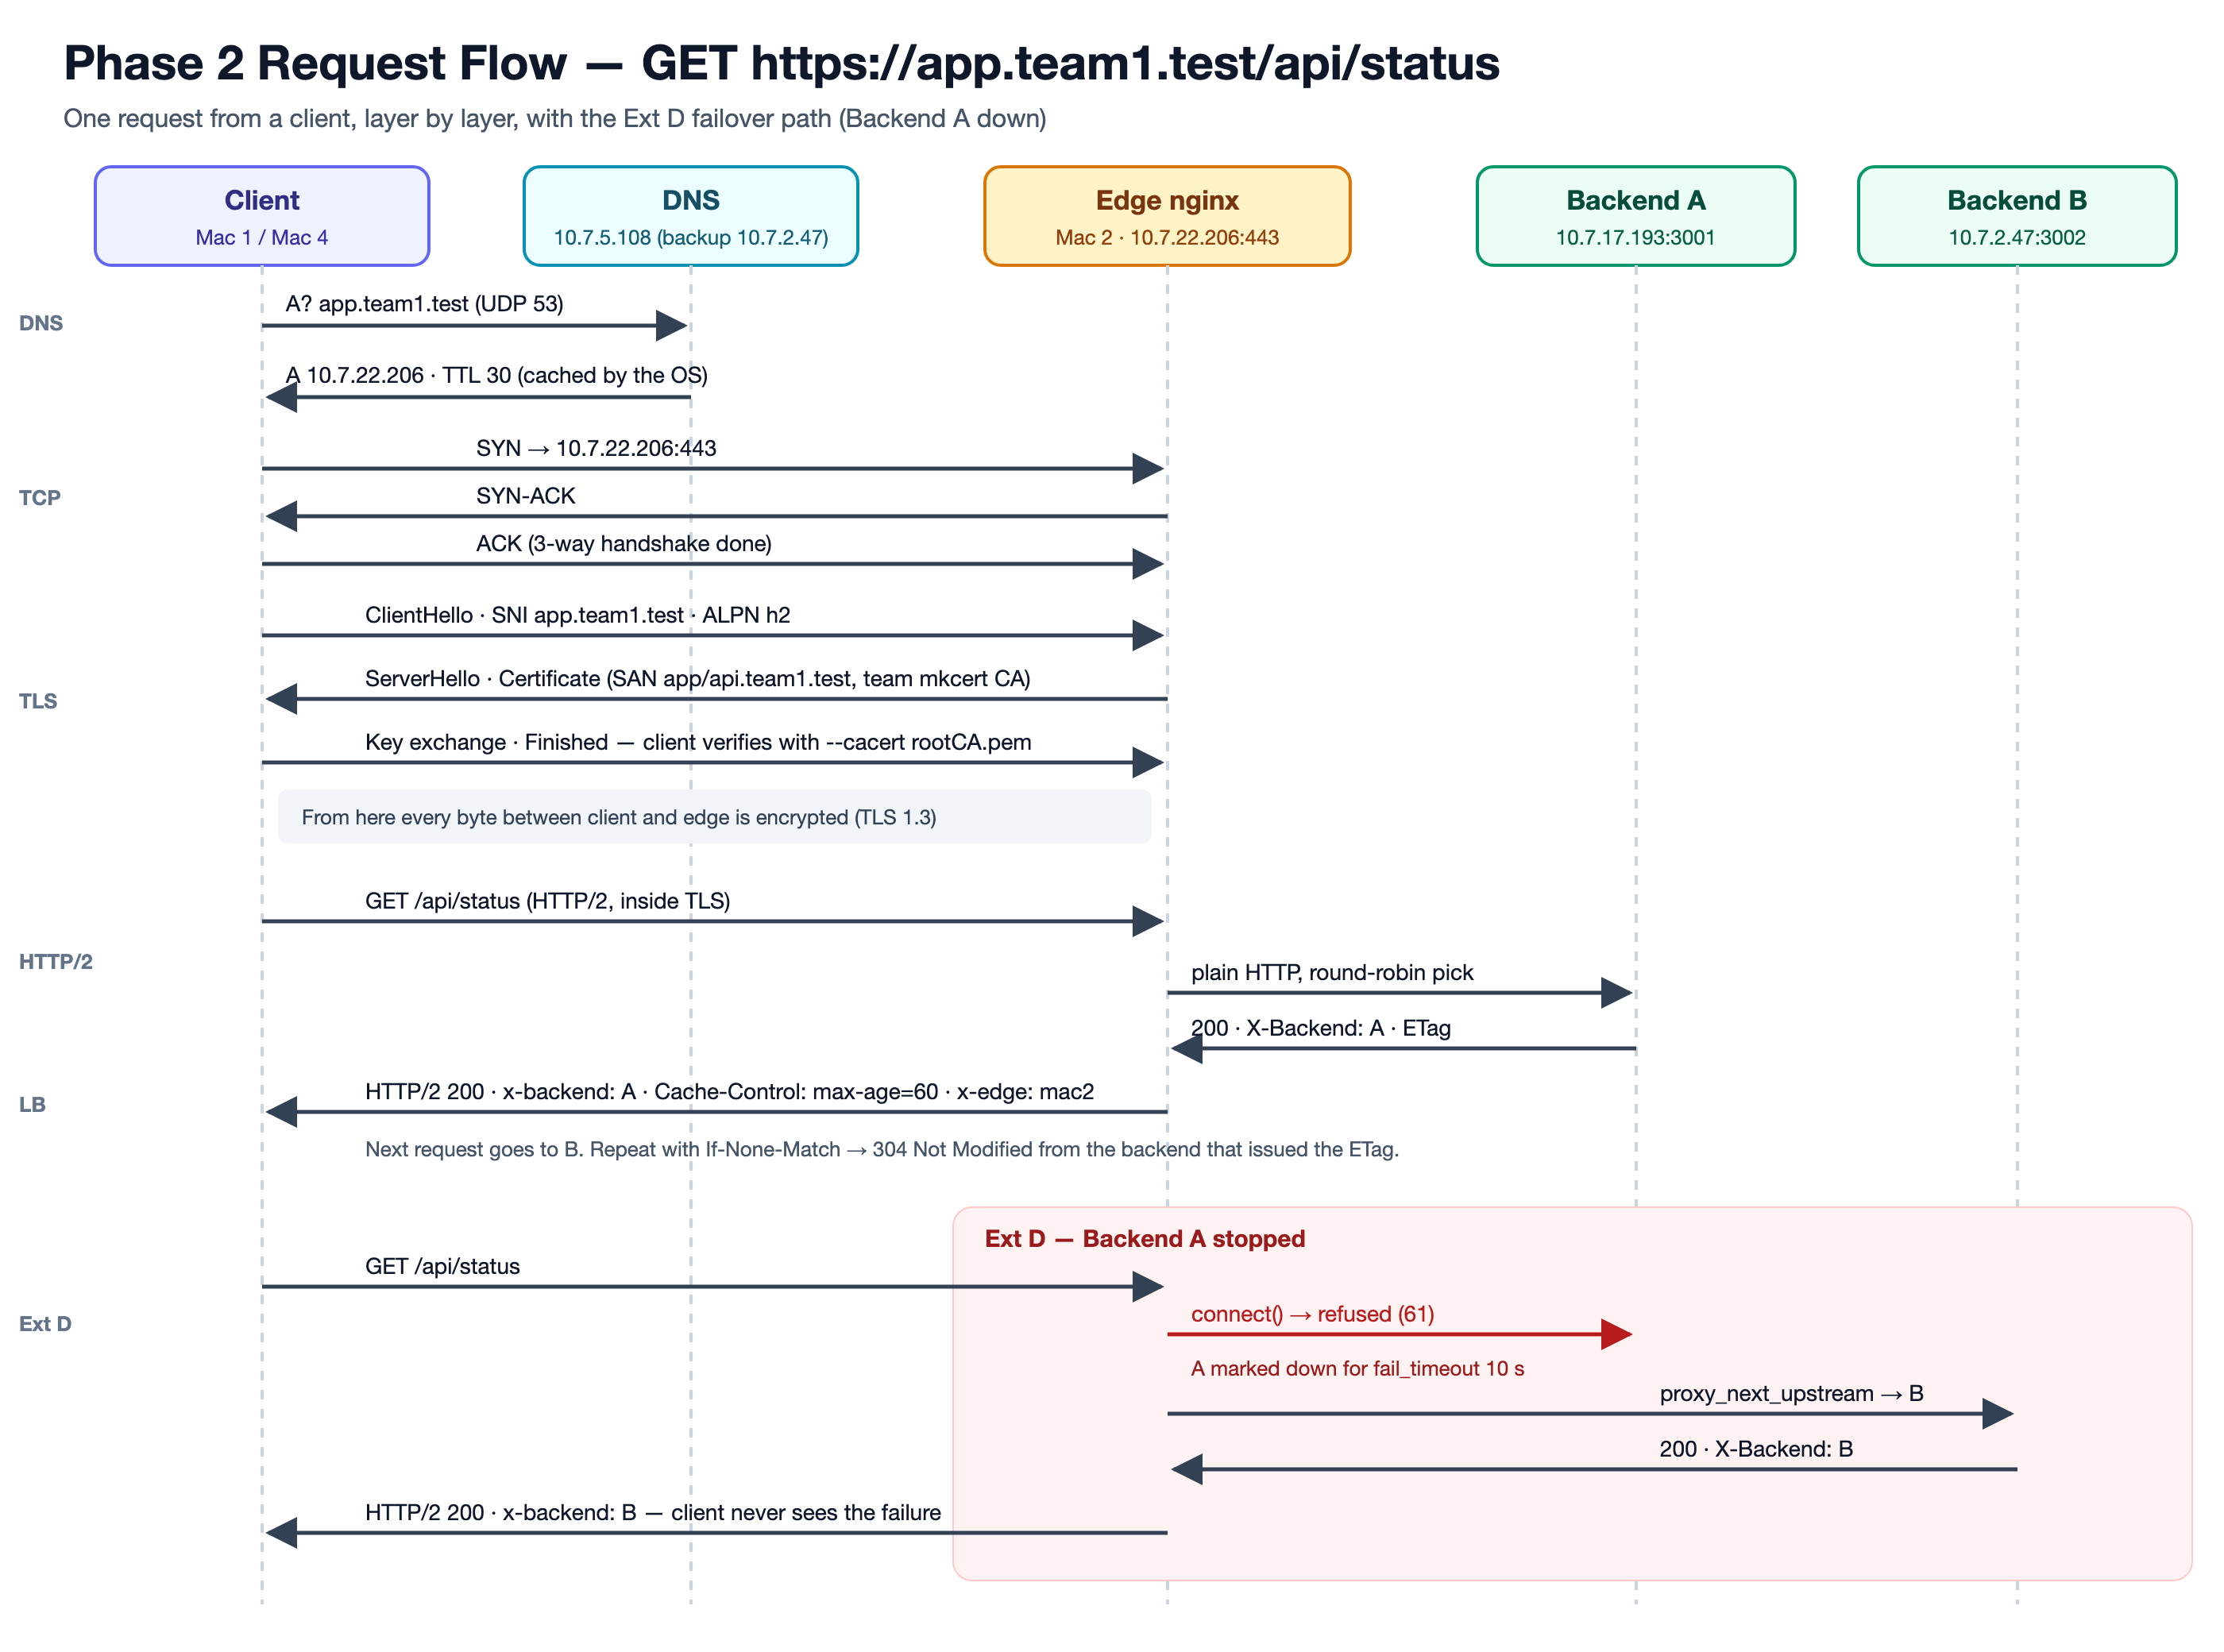 Phase 2 Request Flow — GET https://app.team1.test/api/status
One request from a client, layer by layer, with the Ext D failover path (Backend A down)
Client
Mac 1 / Mac 4
DNS
10.7.5.108 (backup 10.7.2.47)
Edge nginx
Mac 2 · 10.7.22.206:443
Backend A
10.7.17.193:3001
Backend B
10.7.2.47:3002
DNS
A? app.team1.test (UDP 53)
A 10.7.22.206 · TTL 30 (cached by the OS)
TCP
SYN → 10.7.22.206:443
SYN-ACK
ACK (3-way handshake done)
TLS
ClientHello · SNI app.team1.test · ALPN h2
ServerHello · Certificate (SAN app/api.team1.test, team mkcert CA)
Key exchange · Finished — client verifies with --cacert rootCA.pem
From here every byte between client and edge is encrypted (TLS 1.3)
HTTP/2
GET /api/status (HTTP/2, inside TLS)
plain HTTP, round-robin pick
200 · X-Backend: A · ETag
LB
HTTP/2 200 · x-backend: A · Cache-Control: max-age=60 · x-edge: mac2
Next request goes to B. Repeat with If-None-Match → 304 Not Modified from the backend that issued the ETag.
Ext D — Backend A stopped
Ext D
GET /api/status
connect() → refused (61)
A marked down for fail_timeout 10 s
proxy_next_upstream → B
200 · X-Backend: B
HTTP/2 200 · x-backend: B — client never sees the failure